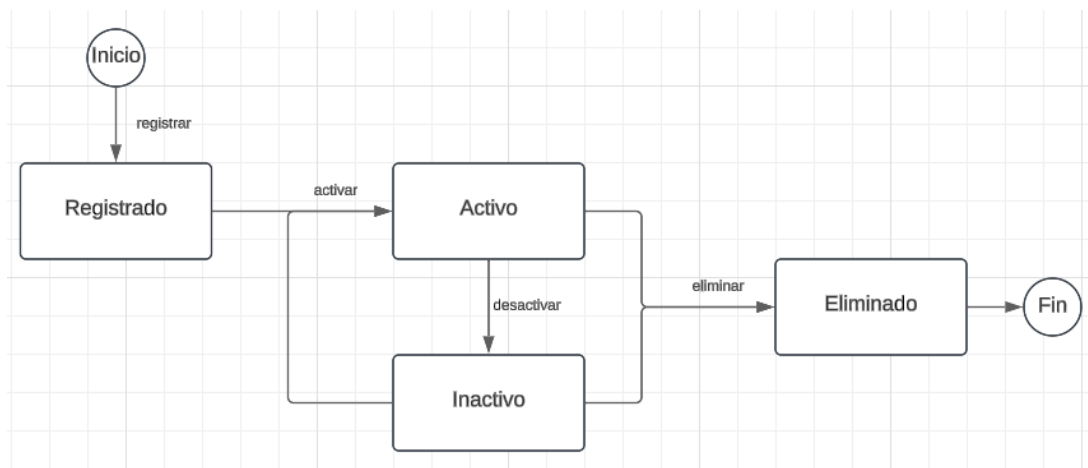 Inicio
registrar
Registrado
activar
Activo
desactivar
Inactivo
eliminar
Eliminado
Fin